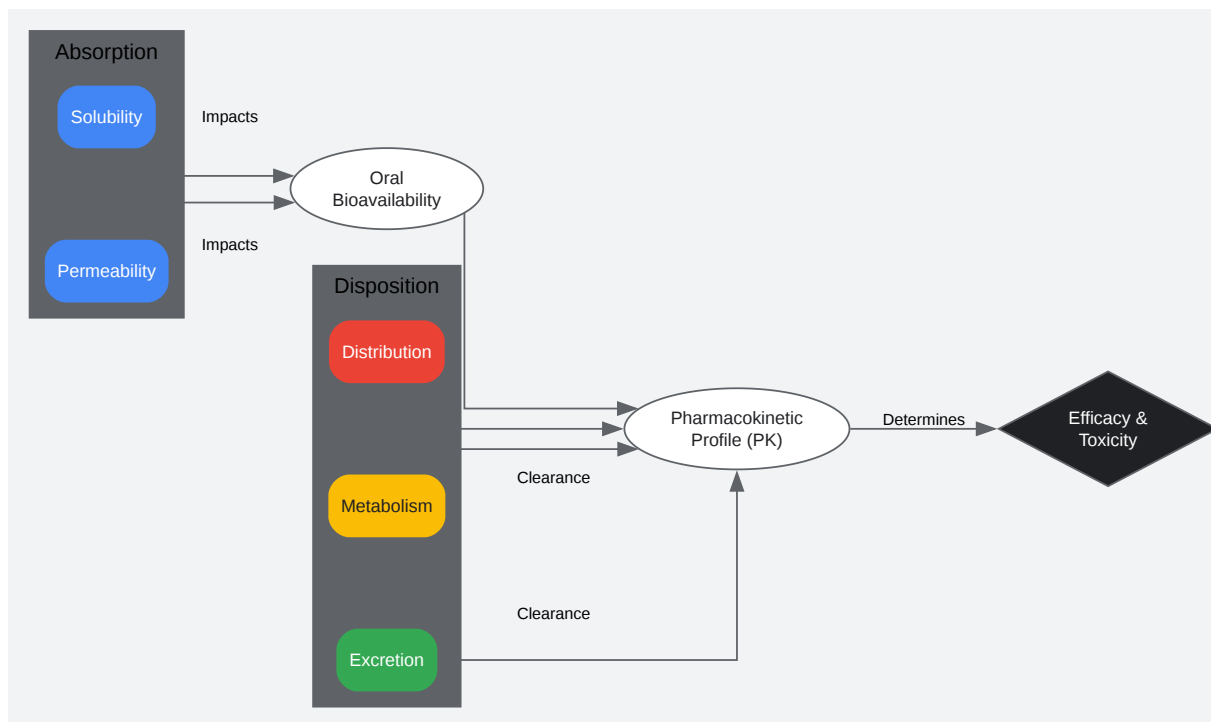 Absorption
Solubility
Impacts
Oral
Bioavailability
Impacts
Permeability
Disposition
Distribution
Pharmacokinetic
Profile (PK)
Determines
Efficacy &
Toxicity
Clearance
Metabolism
Clearance
Excretion